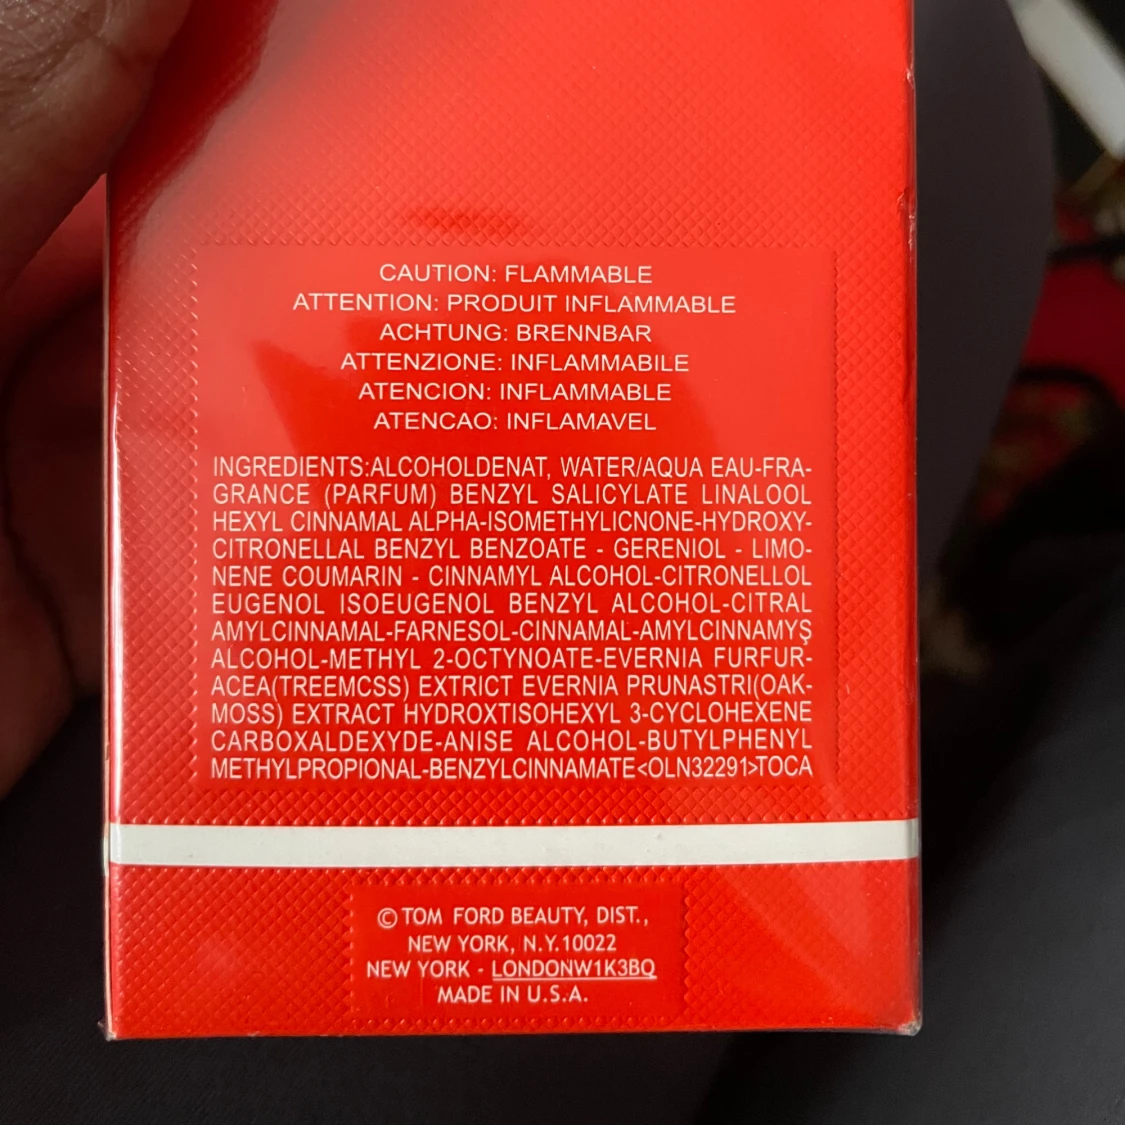 CAUTION: FLAMMABLE
ATTENTION: PRODUIT INFLAMMABLE
ACHTUNG: BRENNBAR
ATTENZIONE: INFLAMMABILE
ATENCION: INFLAMMABLE
ATENCAO: INFLAMAVEL
INGREDIENTS:ALCOHOLDENAT, WATER/AQUA EAU-FRA-
GRANCE (PARFUM) BENZYL SALICYLATE LINALOOL
HEXYL CINNAMAL ALPHA-ISOMETHYLICNONE-HYDROXY-
CITRONELLAL BENZYL BENZOATE - GERENIOL - LIMO-
NENE COUMARIN - CINNAMYL ALCOHOL-CITRONELLOL
EUGENOL ISOEUGENOL BENZYL ALCOHOL-CITRAL
AMYLCINNAMAL-FARNESOL-CINNAMAL-AMYLCINNAMYŞ
ALCOHOL-METHYL 2-OCTYNOATE-EVERNIA FURFUR-
ACEA(TREEMCSS) EXTRICT EVERNIA PRUNASTRI(OAK-
MOSS) EXTRACT HYDROXTISOHEXYL 3-CYCLOHEXENE
CARBOXALDEXYDE-ANISE ALCOHOL-BUTYLPHENYL
METHYLPROPIONAL-BENZYLCINNAMATE<OLN32291>TOCA
© TOM FORD BEAUTY, DIST.,
NEW YORK, N.Y.10022
NEW YORK - LONDONW1K3BQ
MADE IN U.S.A.